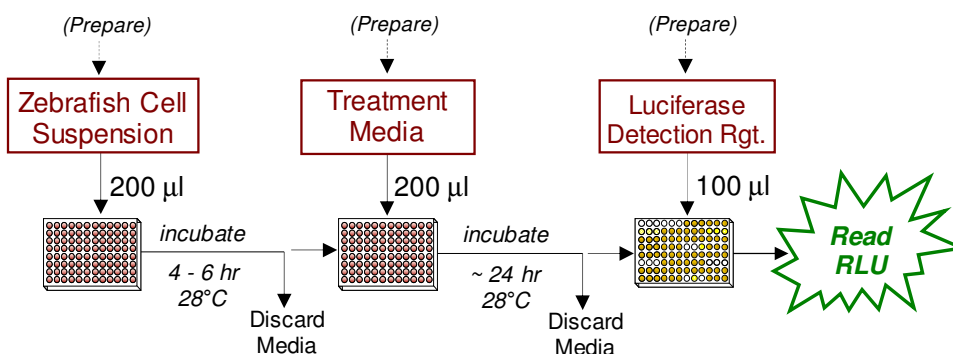 (Prepare)
Zebrafish Cell
Suspension
200 μl
incubate
4 - 6 hr
28°C
Discard
Media
(Prepare)
Treatment
Media
200 μl
incubate
~ 24 hr
28°C
Discard
Media
(Prepare)
Luciferase
Detection Rgt.
100 μl
Read
RLU